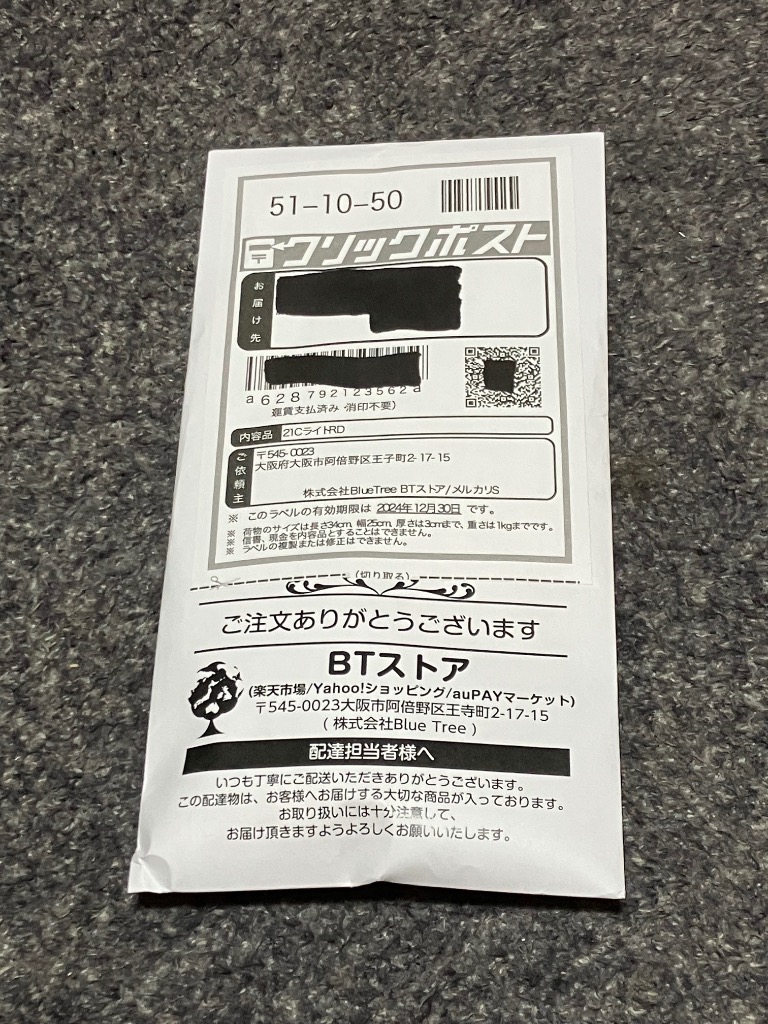 51-10-50
クリックポスト
お届け先
a628792123562a
運賃支払済み 消印不要)
内容品 21CライトRD
ご依頼主
〒545-0023
大阪府大阪市阿倍野区王子町2-17-15
株式会社BlueTree BTストア/メルカリS
※ このラベルの有効期限は 2024年12月30日 です。
※ 荷物のサイズは長さ34cm, 幅25cm, 厚さは3cmまで、重さは1kgまでです。
※ 信書、現金を内容品とすることはできません。
※ ラベルの複製または修正はできません。
(切り取る)
ご注文ありがとうございます
BTストア
(楽天市場/Yahoo!ショッピング/auPAYマーケット)
〒545-0023大阪市阿倍野区王寺町2-17-15
( 株式会社Blue Tree )
配達担当者様へ
いつも丁寧にご配送いただきありがとうございます。
この配達物は、お客様へお届けする大切な商品が入っております。
お取り扱いには十分注意して、
お届け頂きますようよろしくお願いいたします。